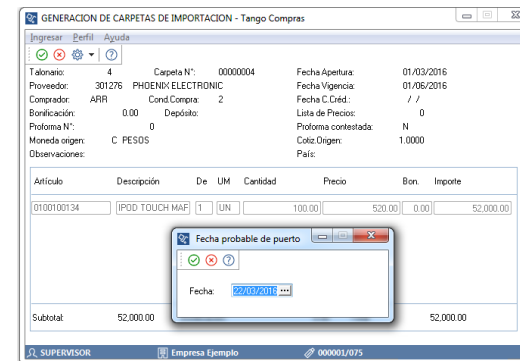 GENERACION DE CARPETAS DE IMPORTACION - Tango Compras
Ingresar Perfil Ayuda
Talonario: 4 Carpeta N°: 00000004 Fecha Apertura: 01/03/2016
Proveedor: 301276 PHOENIX ELECTRONIC Fecha Vigencia: 01/06/2016
Comprador: ARR Cond.Compra: 2 Fecha C.Créd.: / /
Bonificación: 0.00 Depósito: Lista de Precios: 0
Proforma N°: 0 Proforma contestada: N
Moneda origen: C PESOS Cotiz.Origen: 1.0000
Observaciones: País:
Artículo Descripción De UM Cantidad Precio Bon. Importe
0100100134 IPOD TOUCH MAF 1 UN 100.00 520.00 0.00 52,000.00
Fecha probable de puerto
Fecha: 22/03/2016
Subtotal: 52,000.00 52,000.00
SUPERVISOR Empresa Ejemplo 000001/075